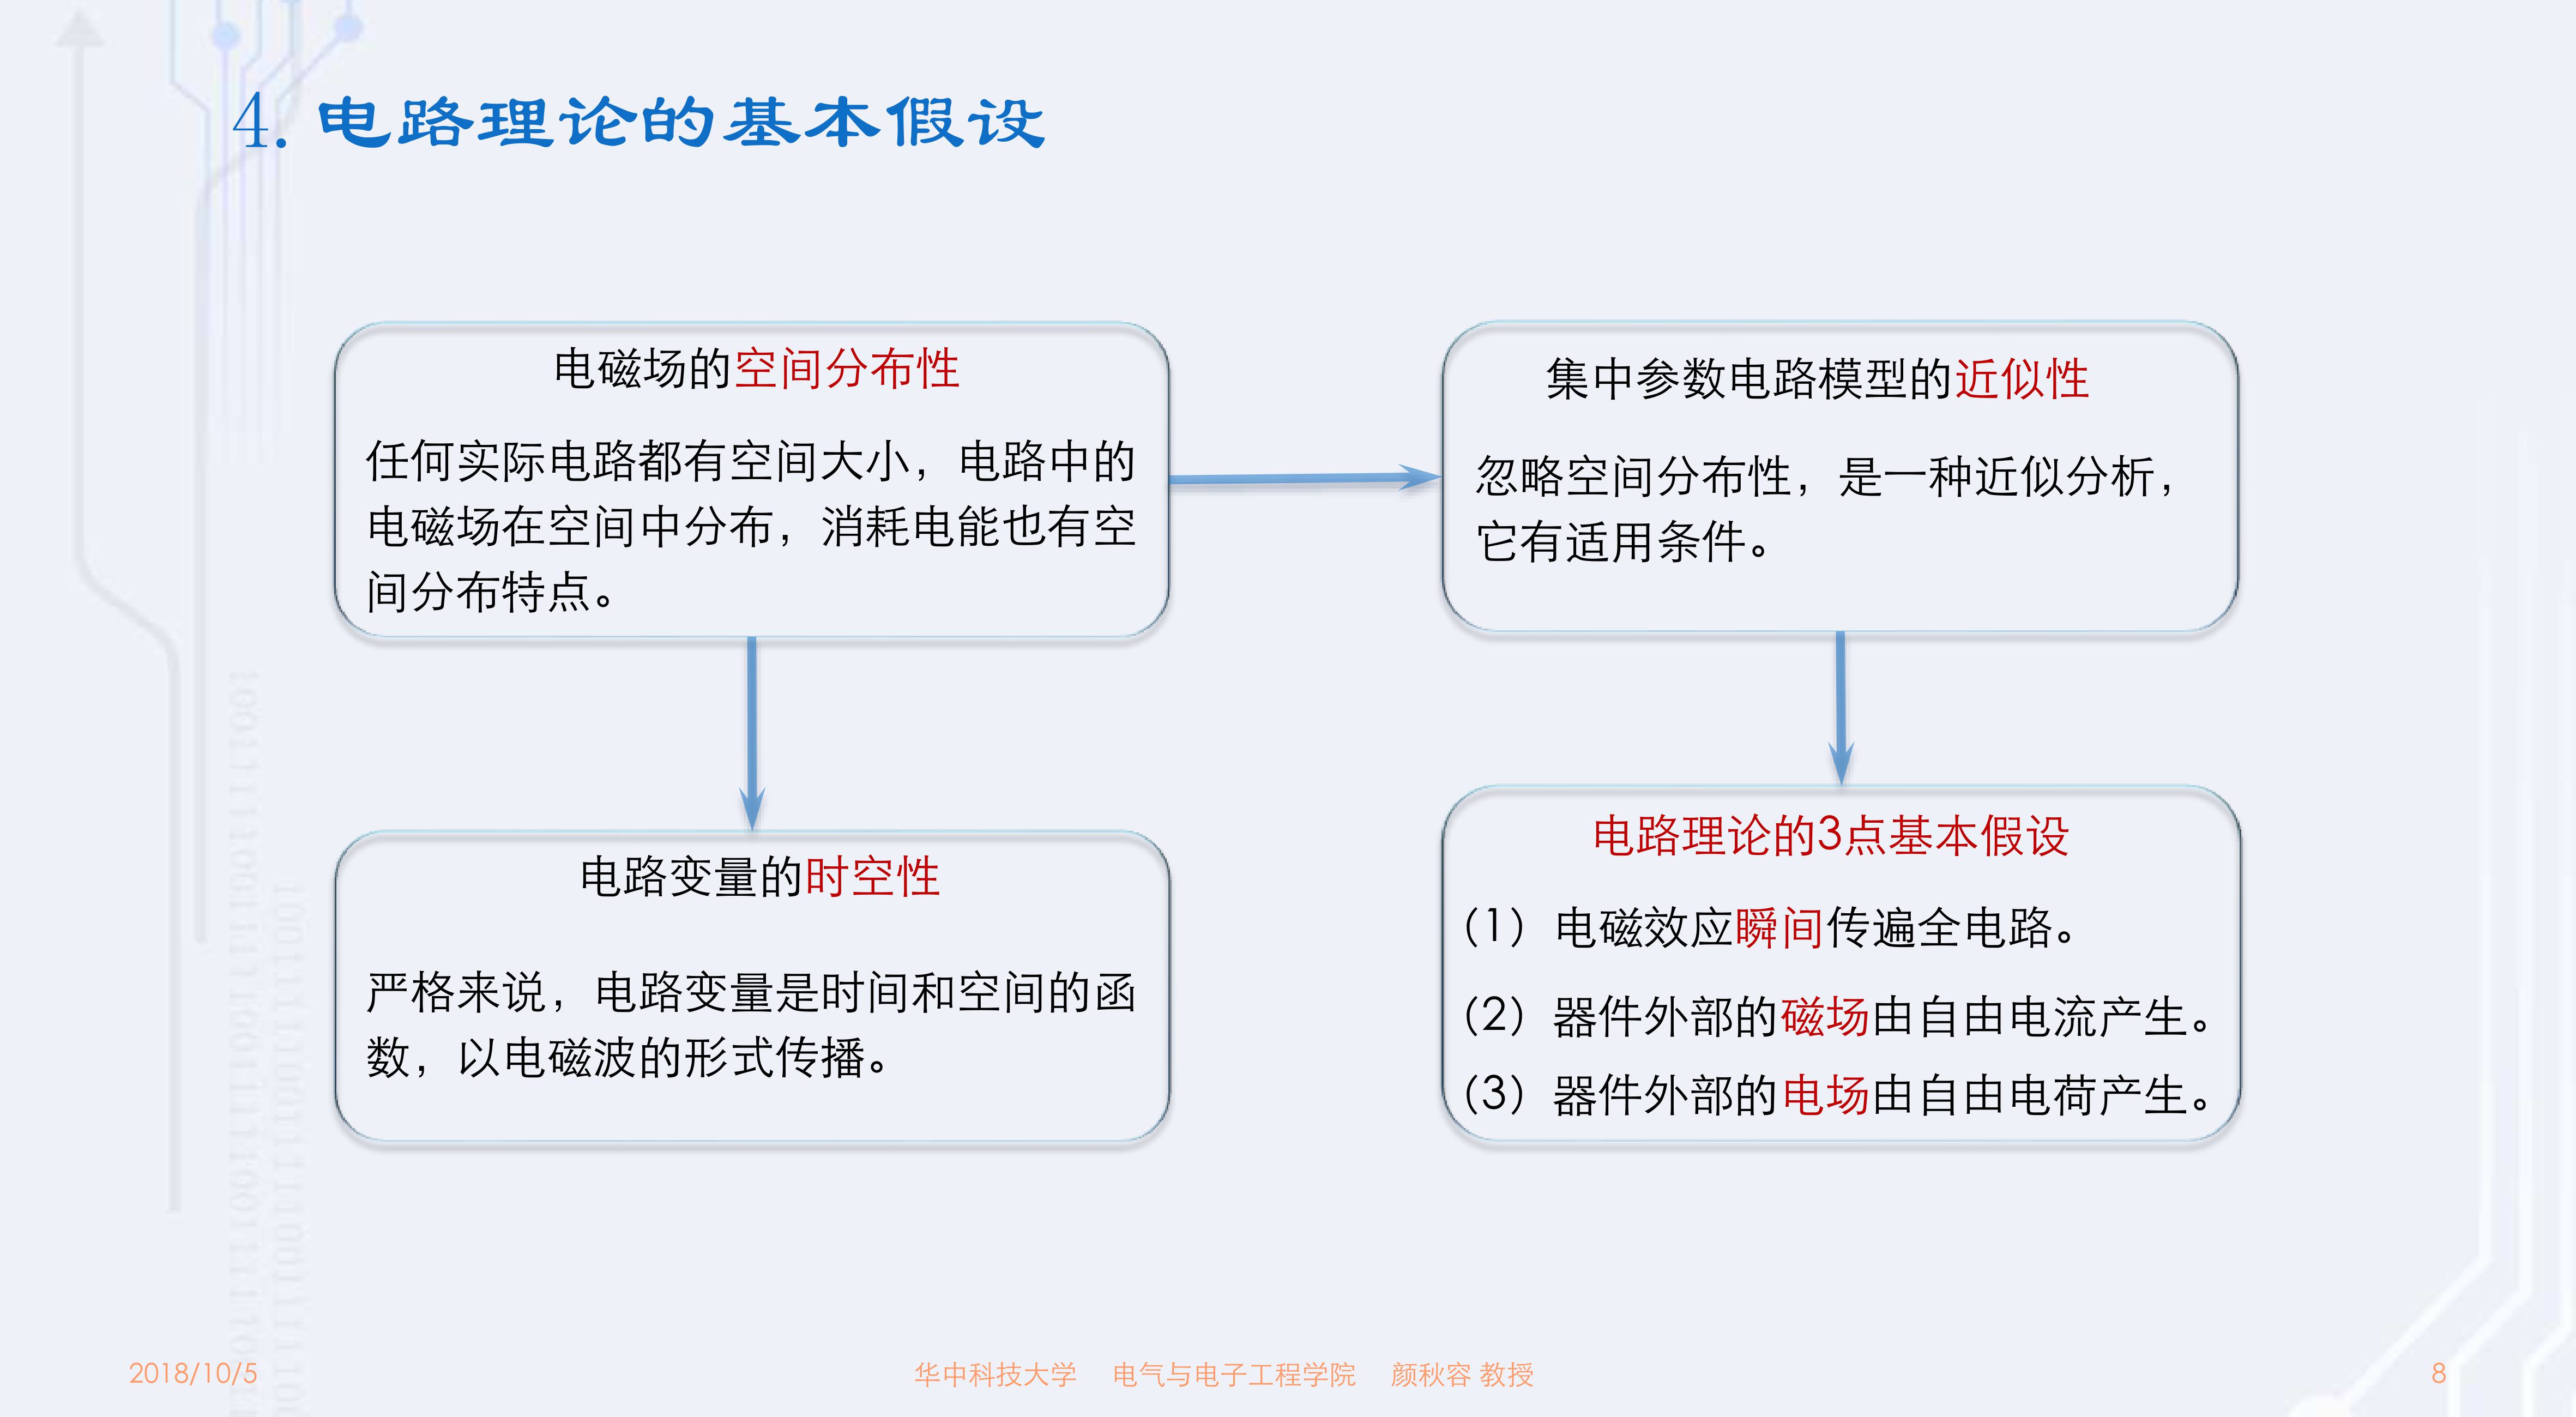 4. 电路理论的基本假设
电磁场的空间分布性
任何实际电路都有空间大小，电路中的
电磁场在空间中分布，消耗电能也有空
间分布特点。
集中参数电路模型的近似性
忽略空间分布性，是一种近似分析，
它有适用条件。
电路变量的时空性
严格来说，电路变量是时间和空间的函
数，以电磁波的形式传播。
电路理论的3点基本假设
（1）电磁效应瞬间传遍全电路。
（2）器件外部的磁场由自由电流产生。
（3）器件外部的电场由自由电荷产生。
2018/10/5
华中科技大学 电气与电子工程学院 颜秋容 教授
8